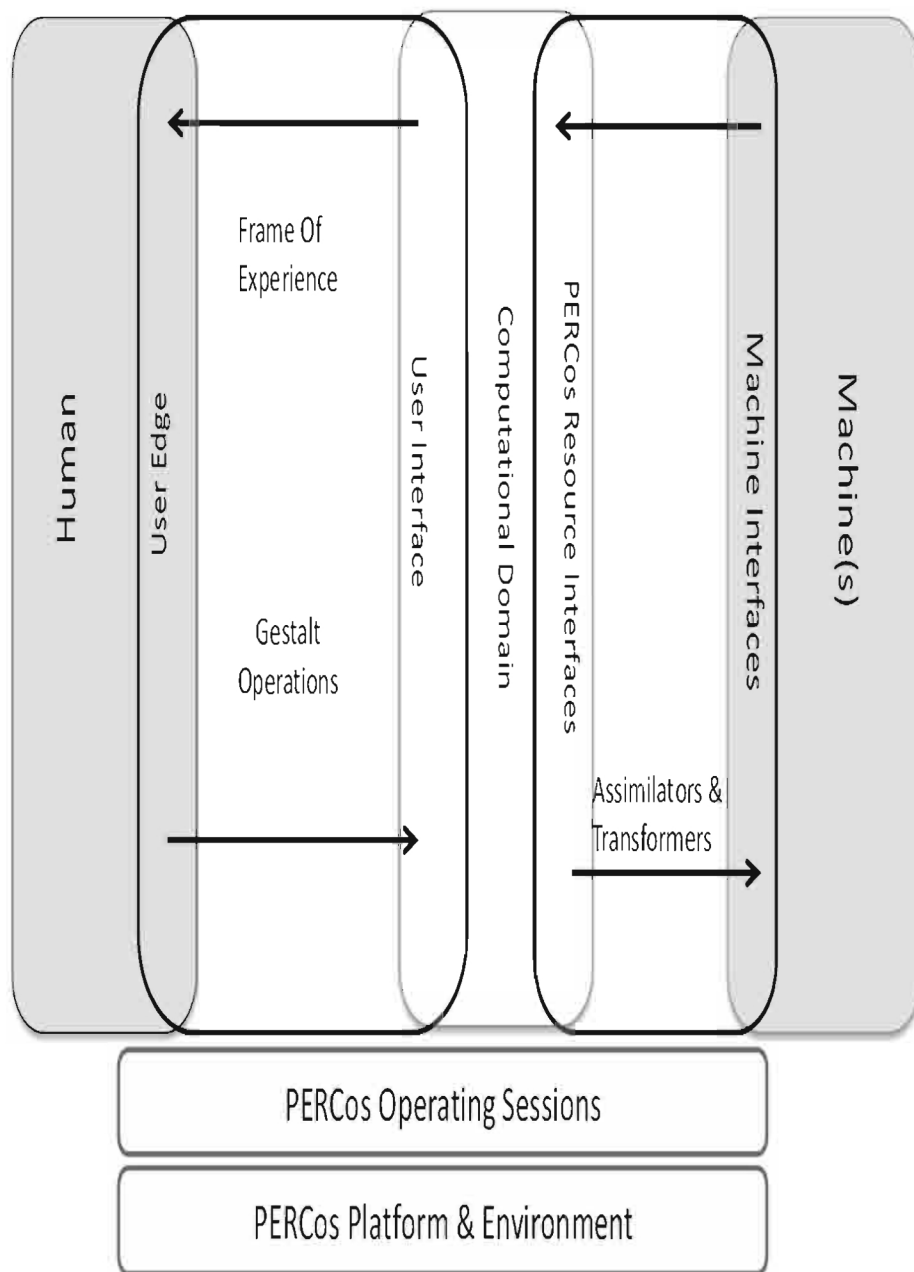 Frame Of
Experience
Human
User Edge
User Interface
Computational Domain
PERCos Resource Interfaces
Machine Interfaces
Machine(s)
Gestalt
Operations
Assimilators &
Transformers
PERCos Operating Sessions
PERCos Platform & Environment